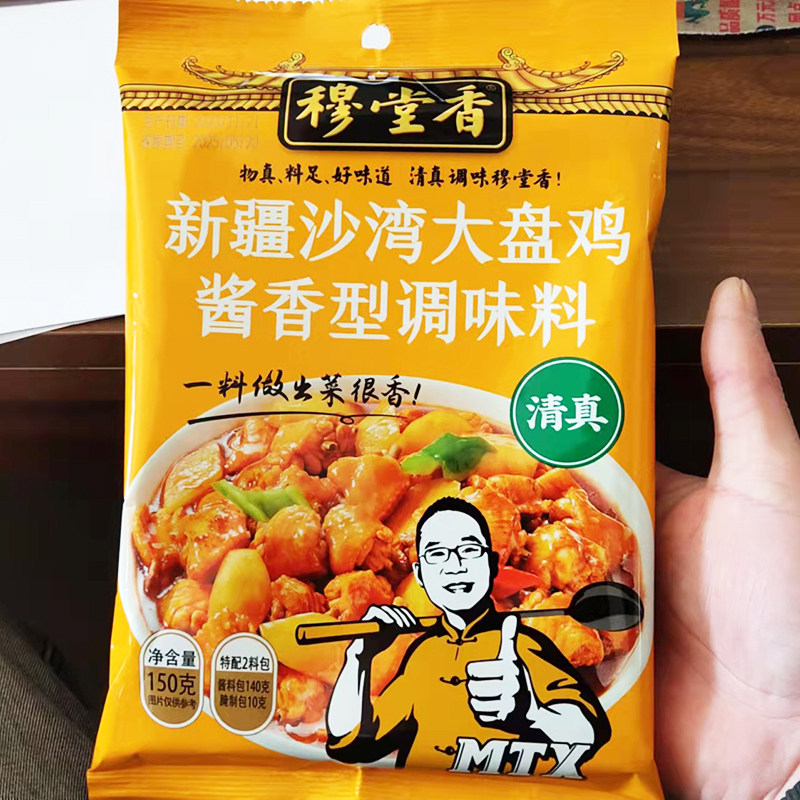 穆堂香®
物真、料足、好味道 清真调味穆堂香!
新疆沙湾大盘鸡
酱香型调味料
一料做出菜很香!
清真
净含量
150克
图片仅供参考
特配2料包
酱料包140克
腌制包10克
MTX